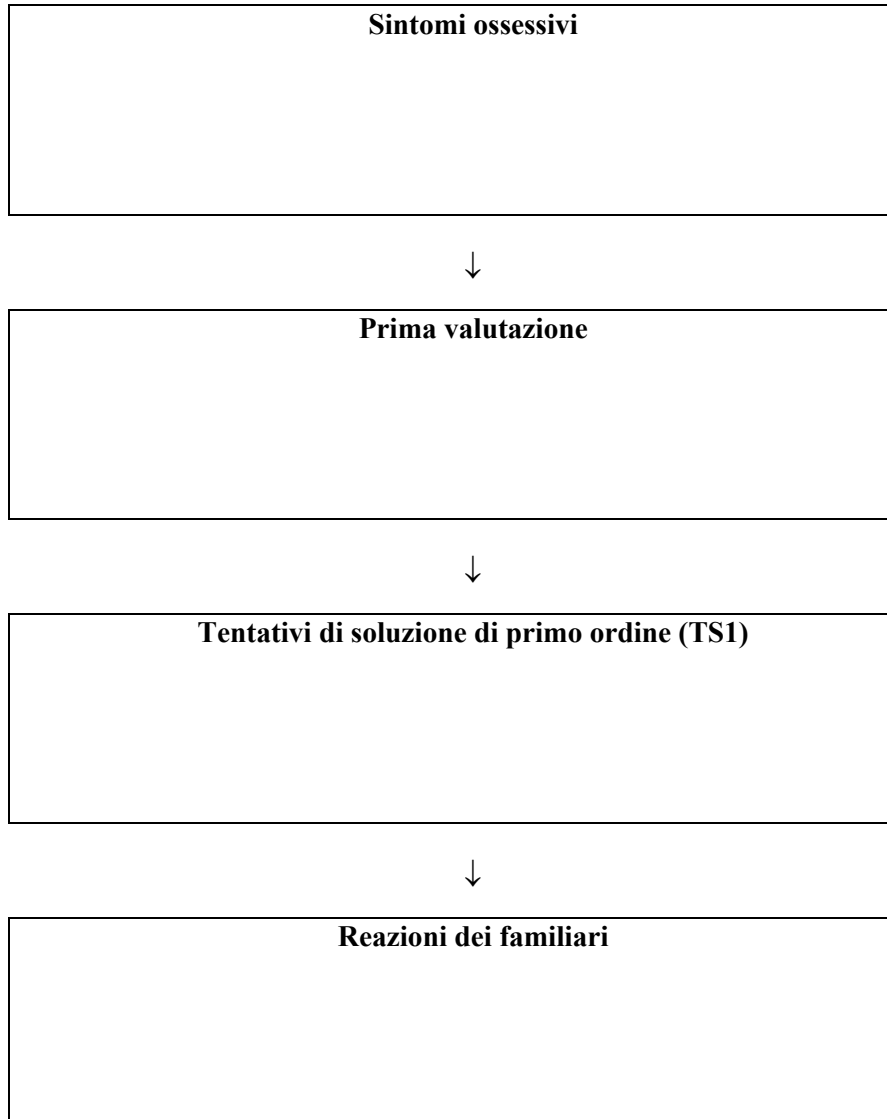 Sintomi ossessivi
↓
Prima valutazione
↓
Tentativi di soluzione di primo ordine (TS1)
↓
Reazioni dei familiari